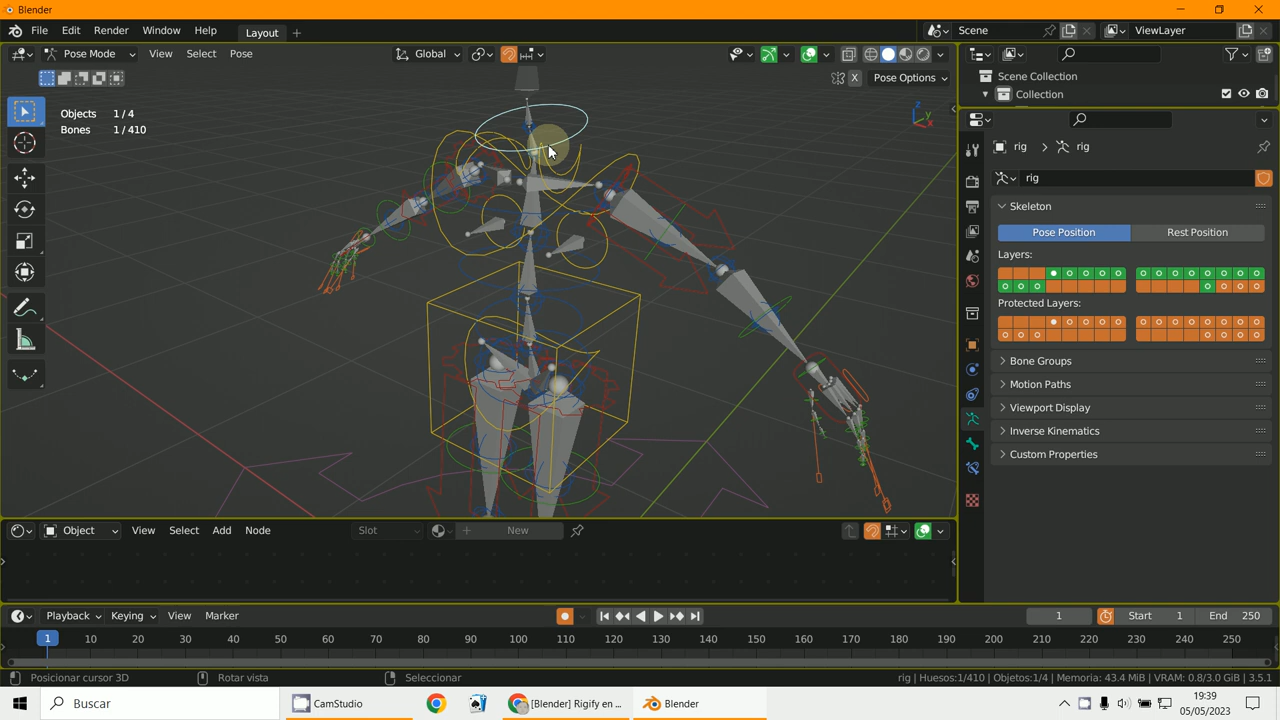 Blender
File Edit Render Window Help Layout Scene ViewLayer
Pose Mode View Select Pose Global
X Pose Options
Objects 1 / 4
Bones 1 / 410
Z
Y
Scene Collection
Collection
rig rig
rig
Skeleton
Pose Position Rest Position
Layers:
Protected Layers:
Bone Groups
Motion Paths
Viewport Display
Inverse Kinematics
Custom Properties
Object View Select Add Node Slot New
Playback Keying View Marker 1 Start 1 End 250
1 10 20 30 40 50 60 70 80 90 100 110 120 130 140 150 160 170 180 190 200 210 220 230 240 250
Posicionar cursor 3D Rotar vista Seleccionar rig | Huesos:1/410 | Objetos:1/4 | Memoria: 43.4 MiB | VRAM: 0.8/3.0 GiB | 3.5.1
Buscar CamStudio [Blender] Rigify en ... Blender 19:39
05/05/2023